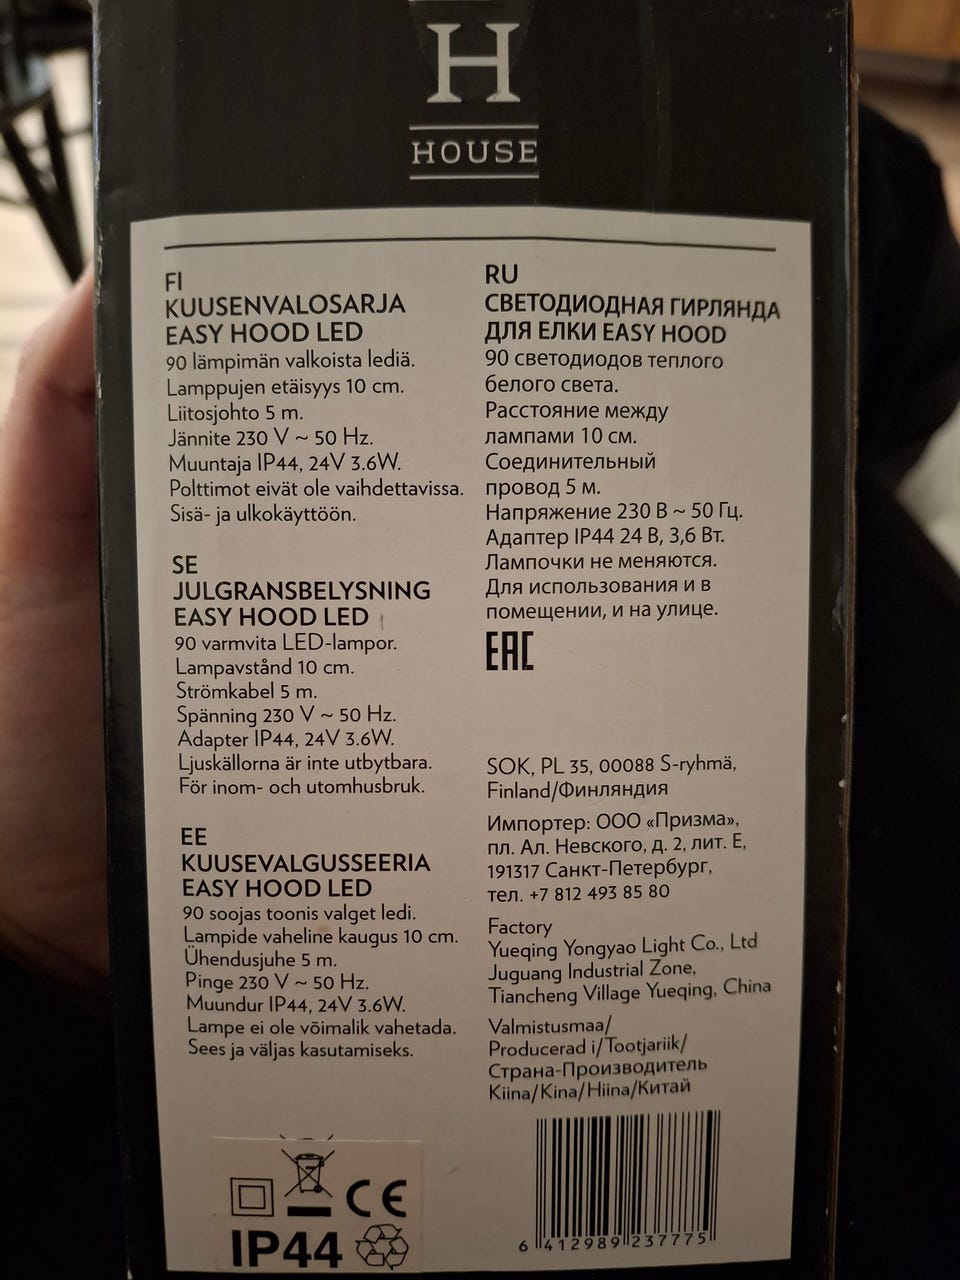 H
HOUSE
FI
KUUSENVALOSARJA
EASY HOOD LED
90 lämpimän valkoista lediä.
Lamppujen etäisyys 10 cm.
Liitosjohto 5 m.
Jännite 230 V ~ 50 Hz.
Muuntaja IP44, 24V 3.6W.
Polttimot eivät ole vaihdettavissa.
Sisä- ja ulkokäyttöön.
SE
JULGRANSBELYSNING
EASY HOOD LED
90 varmvita LED-lampor.
Lampavstånd 10 cm.
Strömkabel 5 m.
Spänning 230 V ~ 50 Hz.
Adapter IP44, 24V 3.6W.
Ljuskällorna är inte utbytbara.
För inom- och utomhusbruk.
EE
KUUSEVALGUSSEERIA
EASY HOOD LED
90 soojas toonis valget ledi.
Lampide vaheline kaugus 10 cm.
Ühendusjuhe 5 m.
Pinge 230 V ~ 50 Hz.
Muundur IP44, 24V 3.6W.
Lampe ei ole võimalik vahetada.
Sees ja väljas kasutamiseks.
RU
СВЕТОДИОДНАЯ ГИРЛЯНДА
ДЛЯ ЕЛКИ EASY HOOD
90 светодиодов теплого
белого света.
Расстояние между
лампами 10 см.
Соединительный
провод 5 м.
Напряжение 230 В ~ 50 Гц.
Адаптер IP44 24 В, 3,6 Вт.
Лампочки не меняются.
Для использования и в
помещении, и на улице.
EAC
SOK, PL 35, 00088 S-ryhmä,
Finland/Финляндия
Импортер: ООО «Призма»,
пл. Ал. Невского, д. 2, лит. Е,
191317 Санкт-Петербург,
тел. +7 812 493 85 80
Factory
Yueqing Yongyao Light Co., Ltd
Juguang Industrial Zone,
Tiancheng Village Yueqing, China
Valmistusmaa/
Producerad i/Tootjariik/
Страна-Производитель
Kiina/Kina/Hiina/Китай
CE
IP44
6 412989 237775